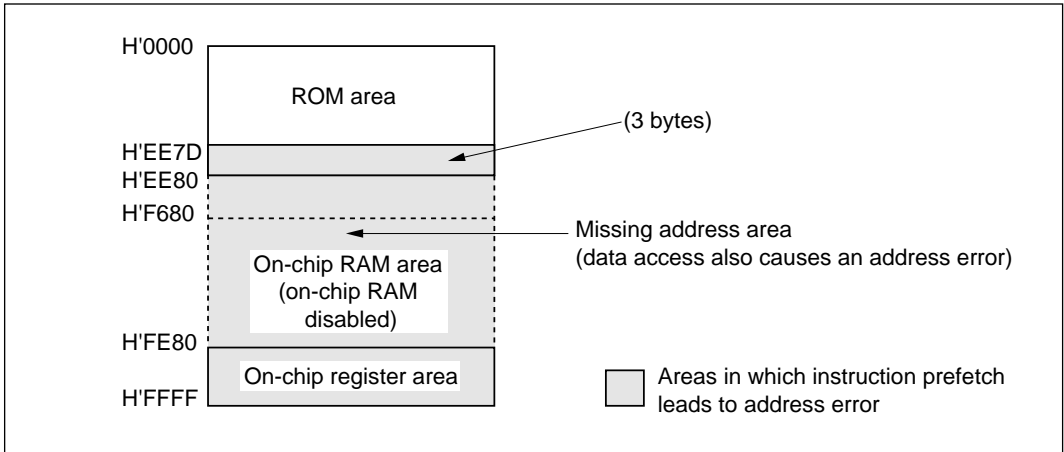 H'0000
ROM area
(3 bytes)
H'EE7D
H'EE80
H'F680
Missing address area
(data access also causes an address error)
On-chip RAM area
(on-chip RAM
disabled)
H'FE80
On-chip register area
H'FFFF
Areas in which instruction prefetch
leads to address error